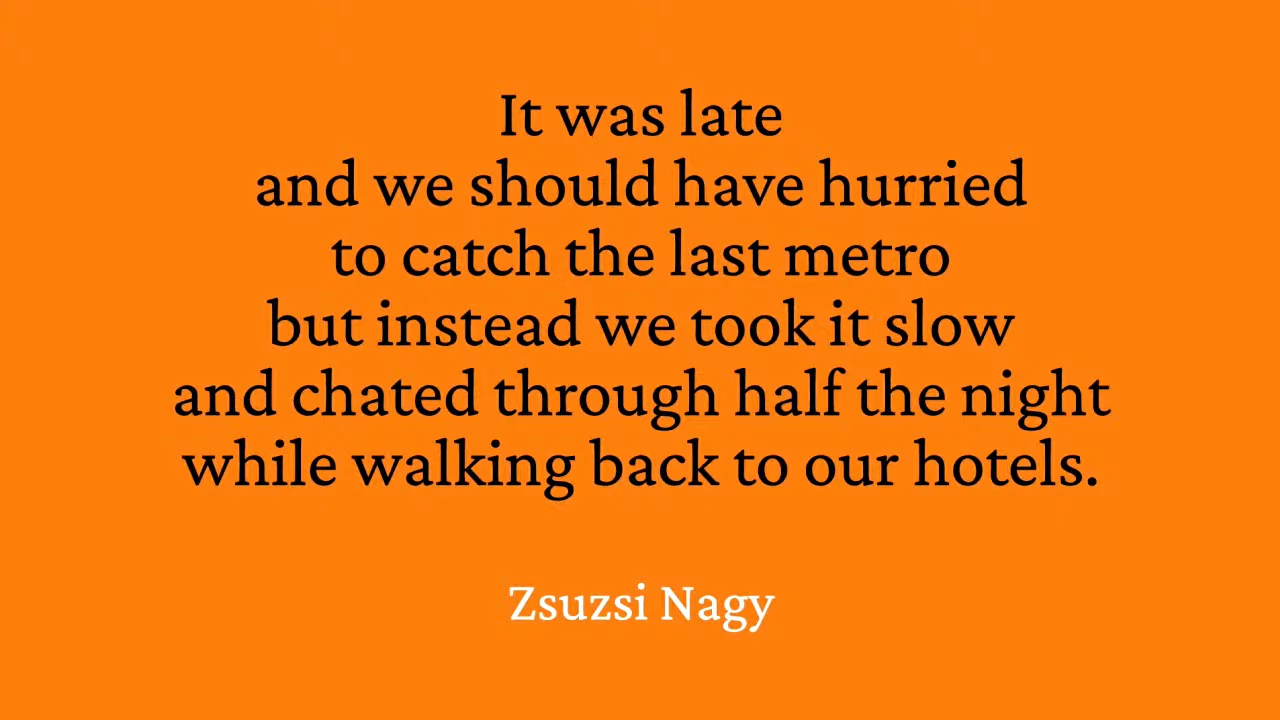 It was late
and we should have hurried
to catch the last metro
but instead we took it slow
and chated through half the night
while walking back to our hotels.
Zsuzsi Nagy